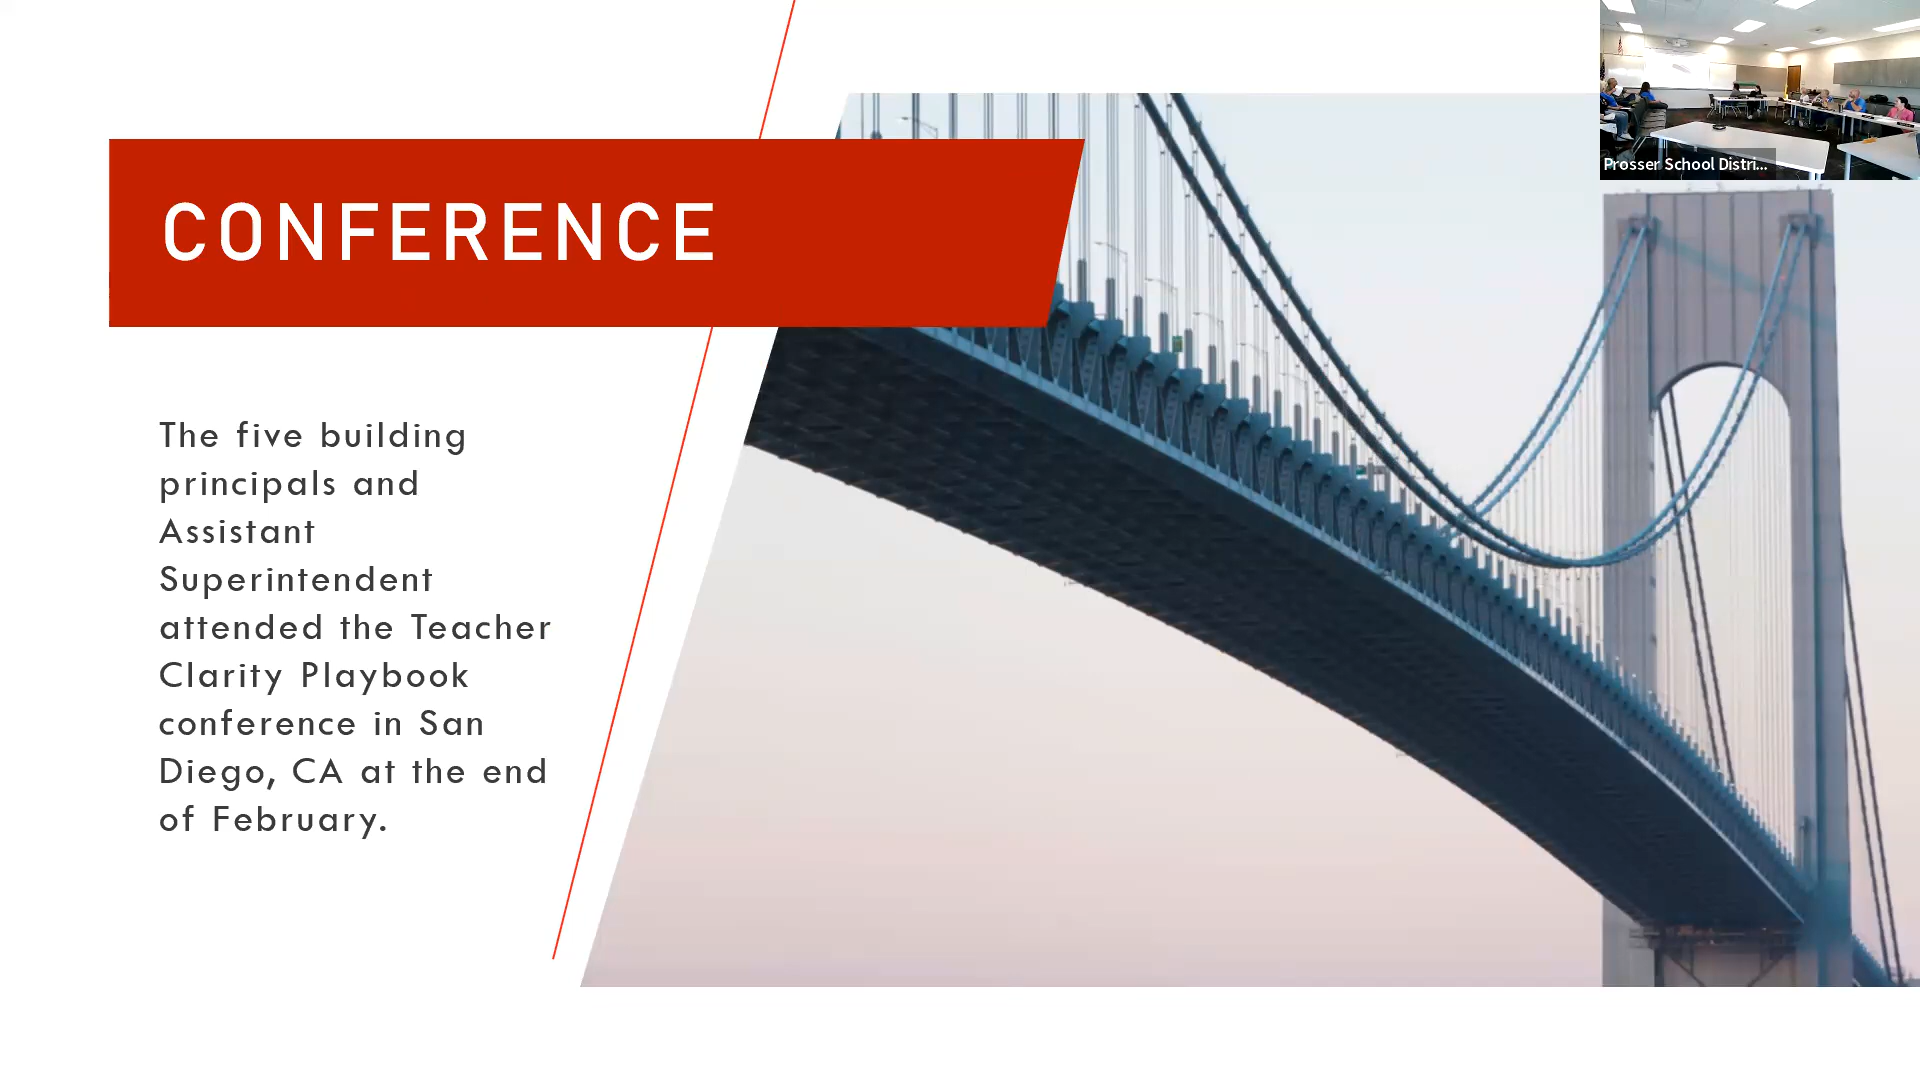 CONFERENCE
The five building
principals and
Assistant
Superintendent
attended the Teacher
Clarity Playbook
conference in San
Diego, CA at the end
of February.
Prosser School Distri...